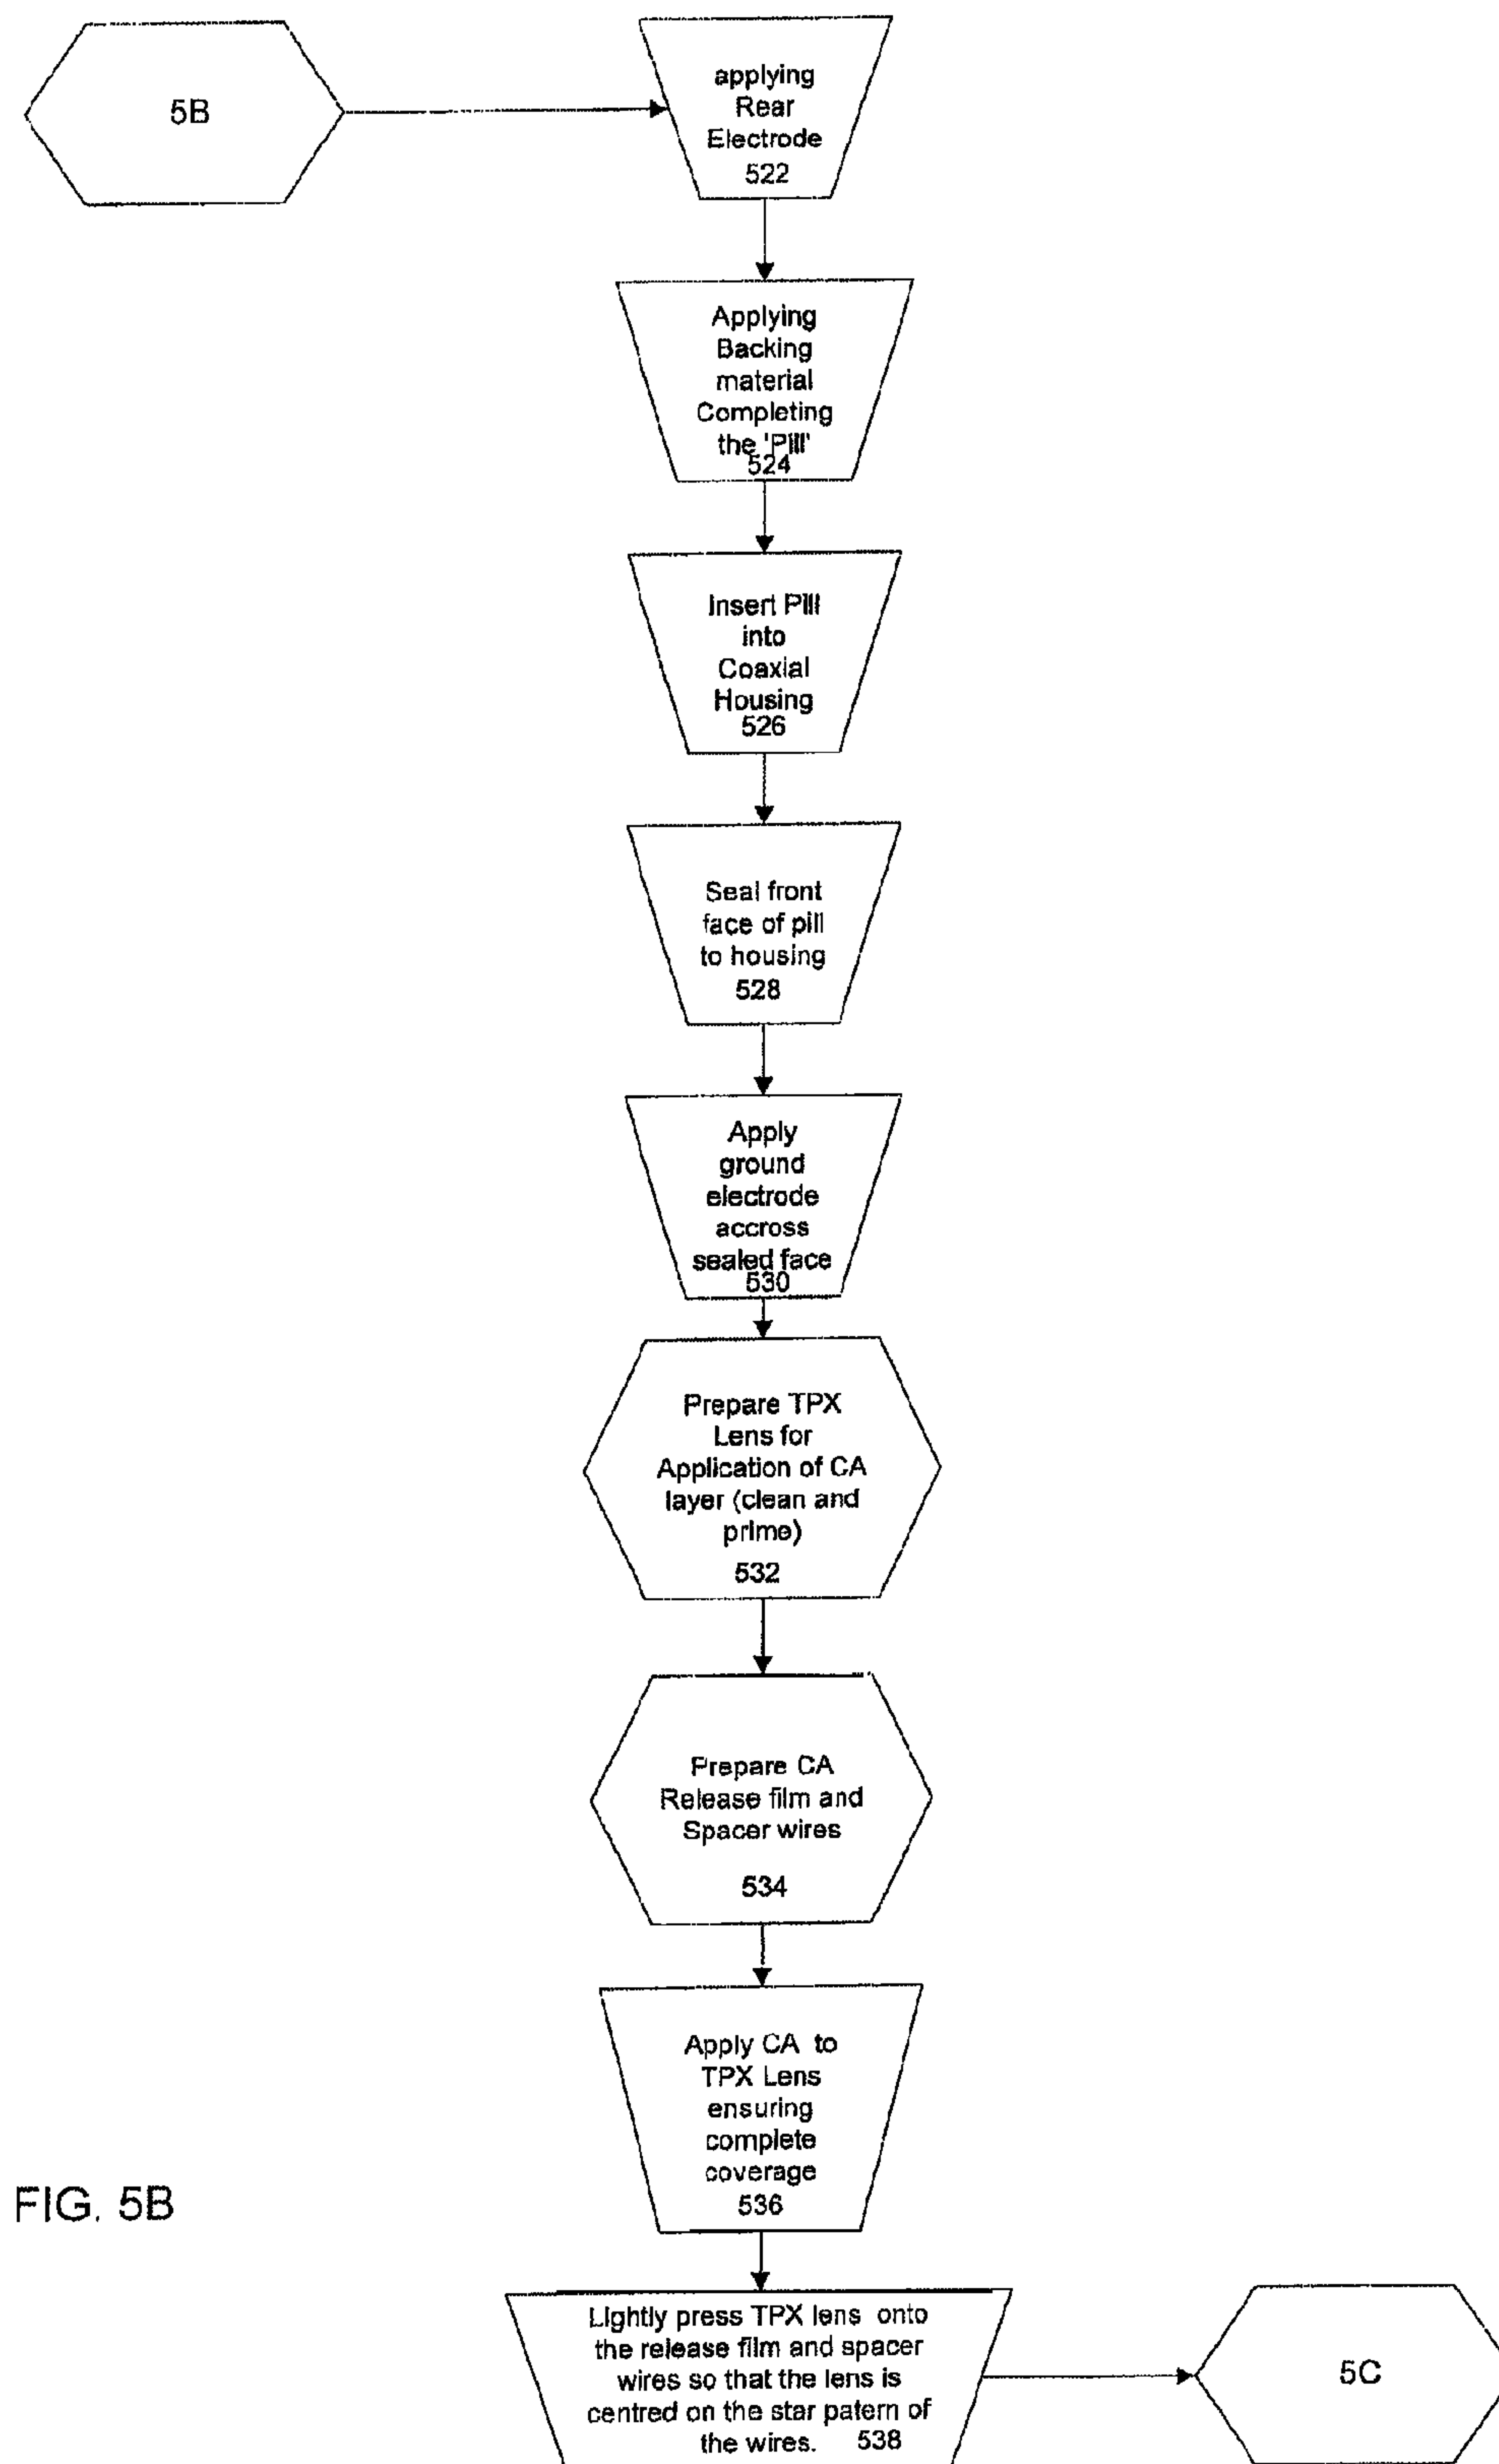 5B
applying
Rear
Electrode
522
Applying
Backing
material
Completing
the 'Pill'
524
Insert Pill
into
Coaxial
Housing
526
Seal front
face of pill
to housing
528
Apply
ground
electrode
accross
sealed face
530
Prepare TPX
Lens for
Application of CA
layer (clean and
prime)
532
Prepare CA
Release film and
Spacer wires
534
Apply CA to
TPX Lens
ensuring
complete
coverage
536
FIG. 5B
Lightly press TPX lens onto
the release film and spacer
wires so that the lens is
centred on the star patern of
the wires. 538
5C